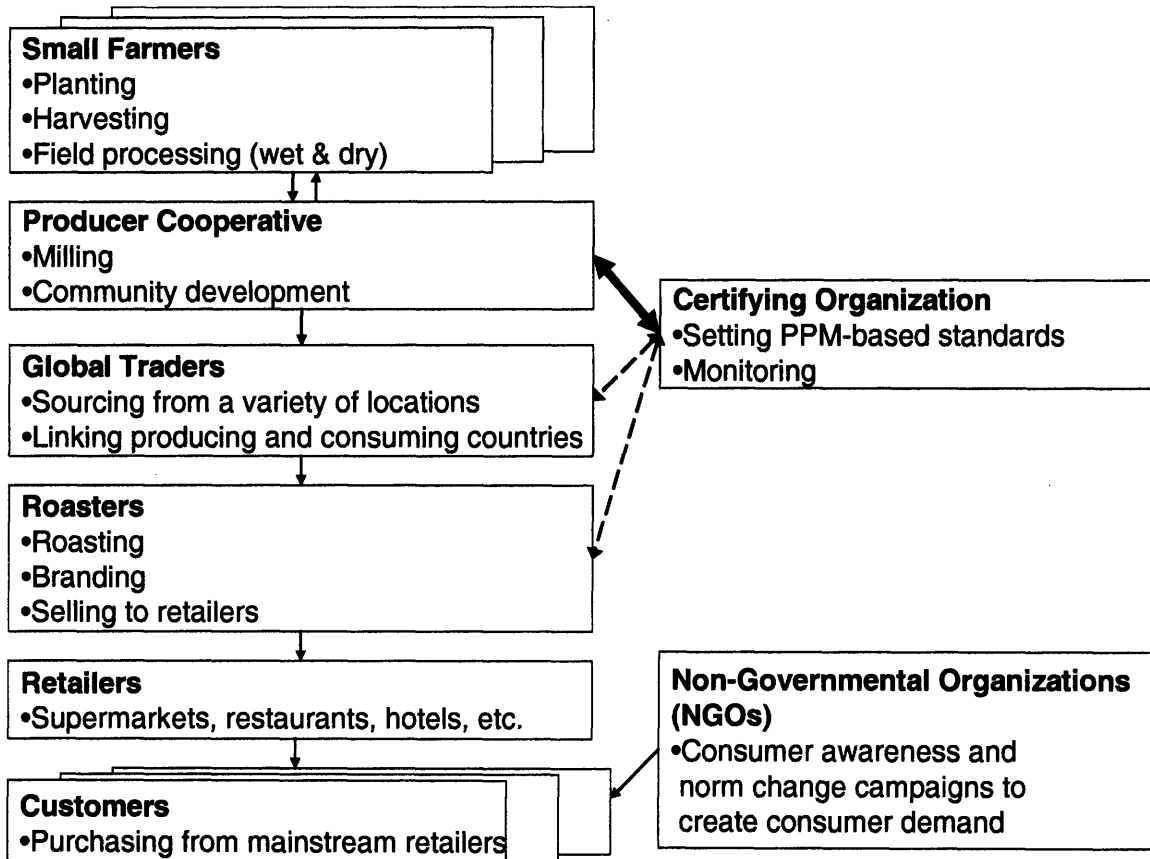 Small Farmers
•Planting
•Harvesting
•Field processing (wet & dry)
Producer Cooperative
•Milling
•Community development
Certifying Organization
•Setting PPM-based standards
•Monitoring
Global Traders
•Sourcing from a variety of locations
•Linking producing and consuming countries
Roasters
•Roasting
•Branding
•Selling to retailers
Retailers
•Supermarkets, restaurants, hotels, etc.
Non-Governmental Organizations
(NGOs)
•Consumer awareness and
norm change campaigns to
create consumer demand
Customers
•Purchasing from mainstream retailers